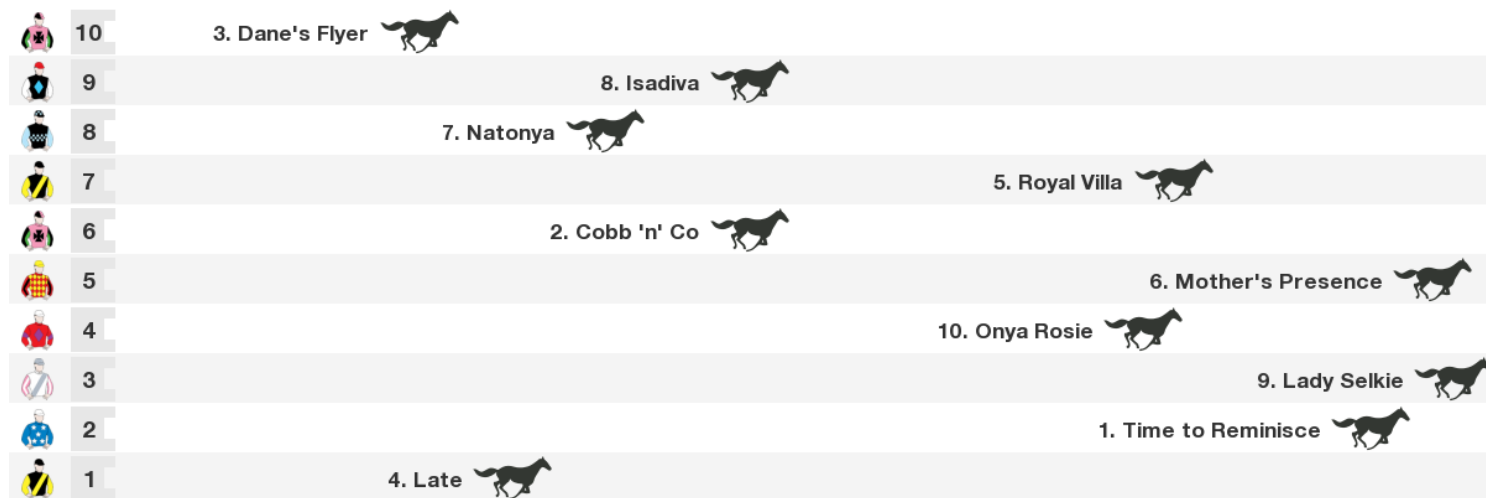 10 3. Dane's Flyer
9 8. Isadiva
8 7. Natonya
7 5. Royal Villa
6 2. Cobb 'n' Co
5 6. Mother's Presence
4 10. Onya Rosie
3 9. Lady Selkie
2 1. Time to Reminisce
1 4. Late